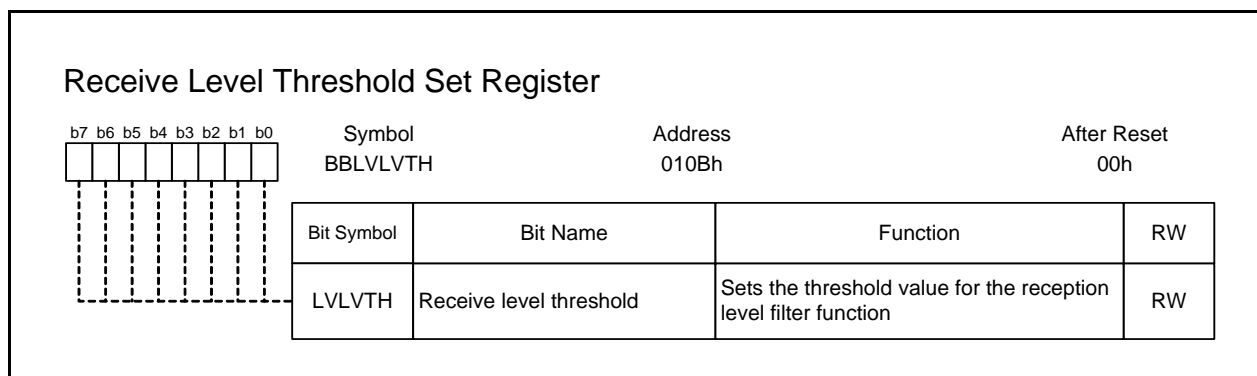 Receive Level Threshold Set Register
b7 b6 b5 b4 b3 b2 b1 b0 Symbol Address After Reset
BBLVLVTH 010Bh 00h
Bit Symbol Bit Name Function RW
LVLVTH Receive level threshold Sets the threshold value for the reception RW
level filter function